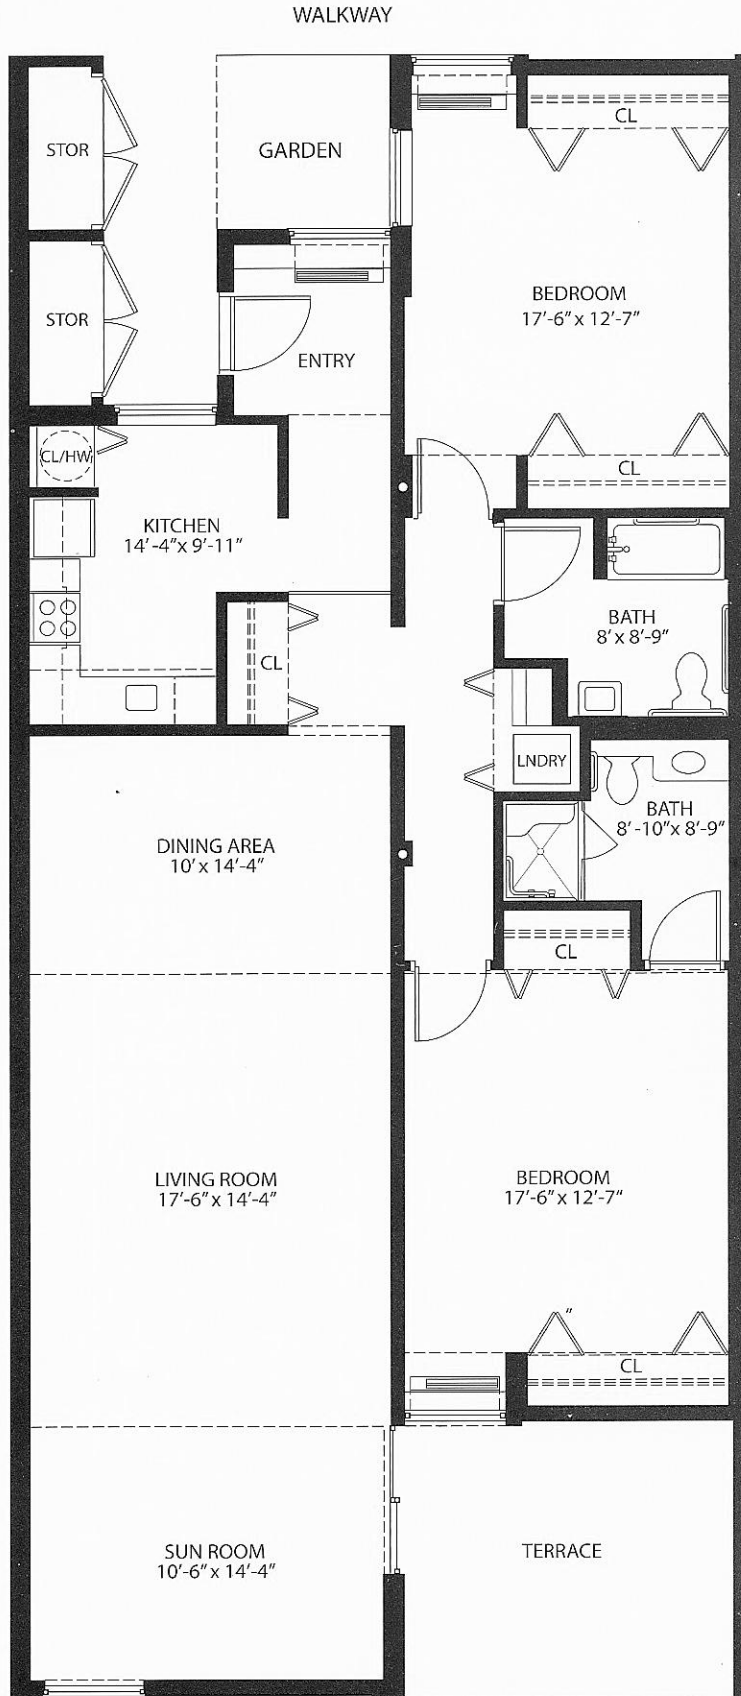 WALKWAY
STOR
GARDEN
CL
STOR
BEDROOM
17'-6" x 12'-7"
ENTRY
CL/HW
CL
KITCHEN
14'-4" x 9'-11"
BATH
8' x 8'-9"
CL
LNDRY
BATH
8'-10" x 8'-9"
DINING AREA
10' x 14'-4"
CL
LIVING ROOM
17'-6" x 14'-4"
BEDROOM
17'-6" x 12'-7"
CL
SUN ROOM
10'-6" x 14'-4"
TERRACE